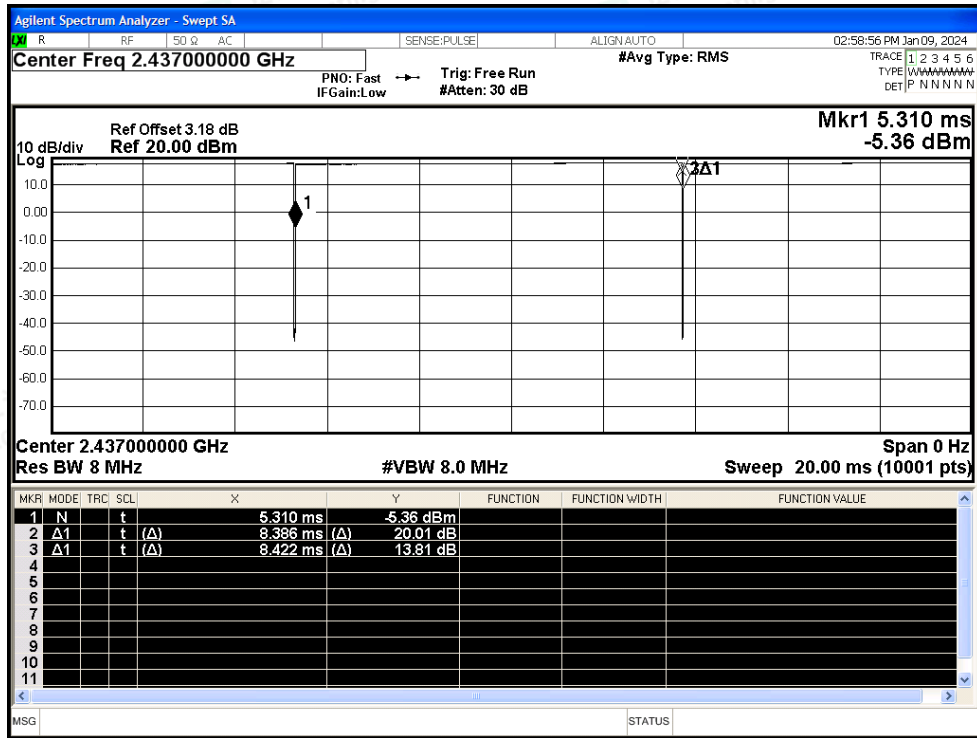 Agilent Spectrum Analyzer - Swept SA
LXI R RF 50 Ω AC SENSE:PULSE ALIGN AUTO 02:58:56 PM Jan 09, 2024
Center Freq 2.437000000 GHz
PNO: Fast
IFGain:Low
Trig: Free Run
#Atten: 30 dB
#Avg Type: RMS
TRACE 1 2 3 4 5 6
TYPE WWWWWW
DET P N N N N N
Mkr1 5.310 ms
-5.36 dBm
Ref Offset 3.18 dB
10 dB/div Ref 20.00 dBm
Log
10.0
0.00
-10.0
-20.0
-30.0
-40.0
-50.0
-60.0
-70.0
1
3Δ1
Center 2.437000000 GHz Span 0 Hz
Res BW 8 MHz #VBW 8.0 MHz Sweep 20.00 ms (10001 pts)
MKR MODE TRC SCL X Y FUNCTION FUNCTION WIDTH FUNCTION VALUE
1 N t 5.310 ms -5.36 dBm
2 Δ1 t (Δ) 8.386 ms (Δ) 20.01 dB
3 Δ1 t (Δ) 8.422 ms (Δ) 13.81 dB
4
5
6
7
8
9
10
11
MSG STATUS